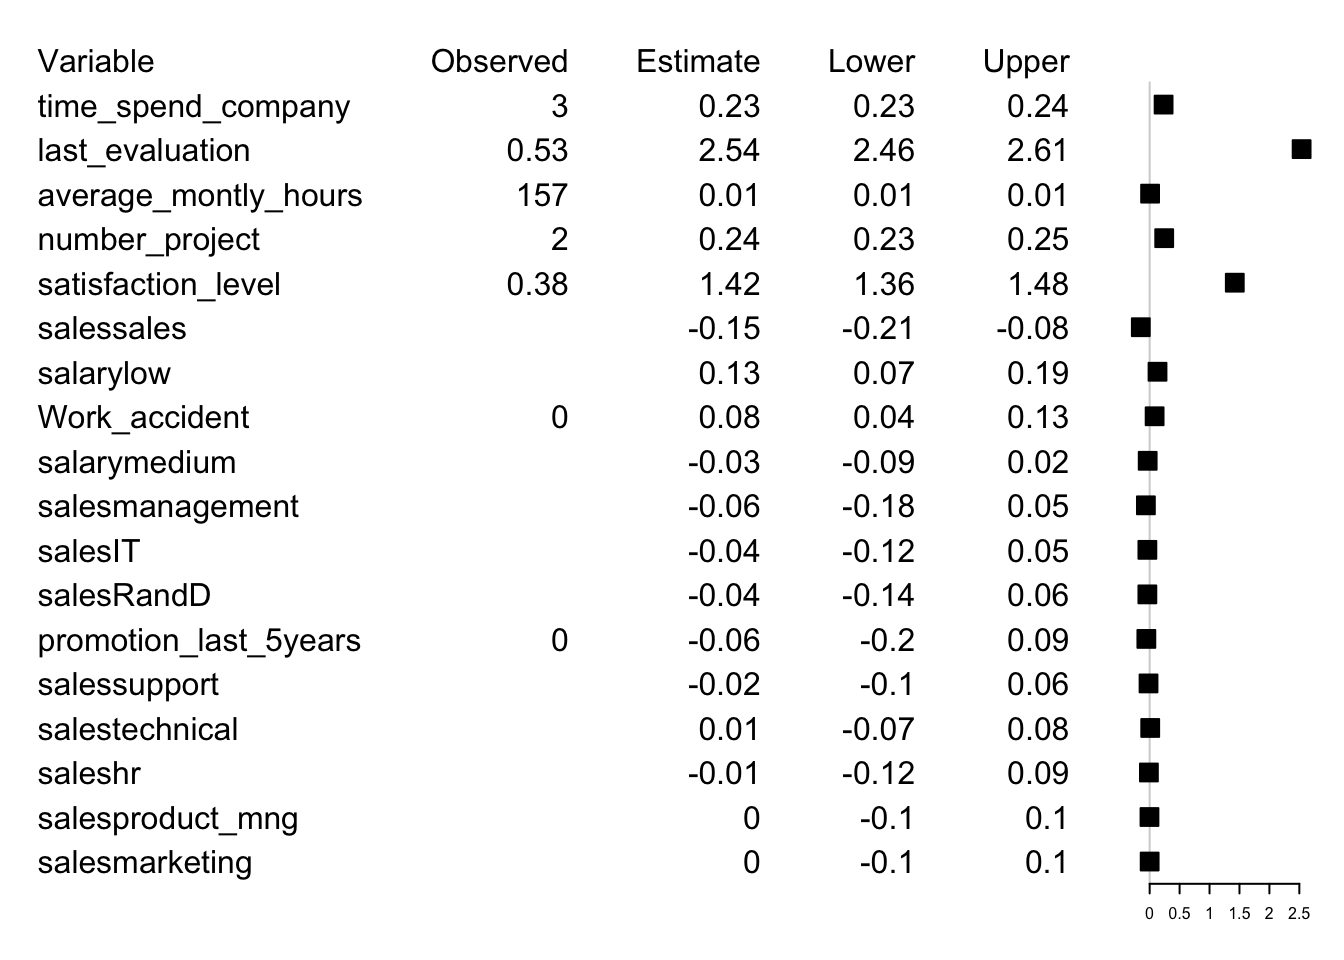 Variable Observed Estimate Lower Upper
time_spend_company 3 0.23 0.23 0.24
last_evaluation 0.53 2.54 2.46 2.61
average_montly_hours 157 0.01 0.01 0.01
number_project 2 0.24 0.23 0.25
satisfaction_level 0.38 1.42 1.36 1.48
salessales -0.15 -0.21 -0.08
salarylow 0.13 0.07 0.19
Work_accident 0 0.08 0.04 0.13
salarymedium -0.03 -0.09 0.02
salesmanagement -0.06 -0.18 0.05
salesIT -0.04 -0.12 0.05
salesRandD -0.04 -0.14 0.06
promotion_last_5years 0 -0.06 -0.2 0.09
salessupport -0.02 -0.1 0.06
salestechnical 0.01 -0.07 0.08
saleshr -0.01 -0.12 0.09
salesproduct_mng 0 -0.1 0.1
salesmarketing 0 -0.1 0.1
0 0.5 1 1.5 2 2.5